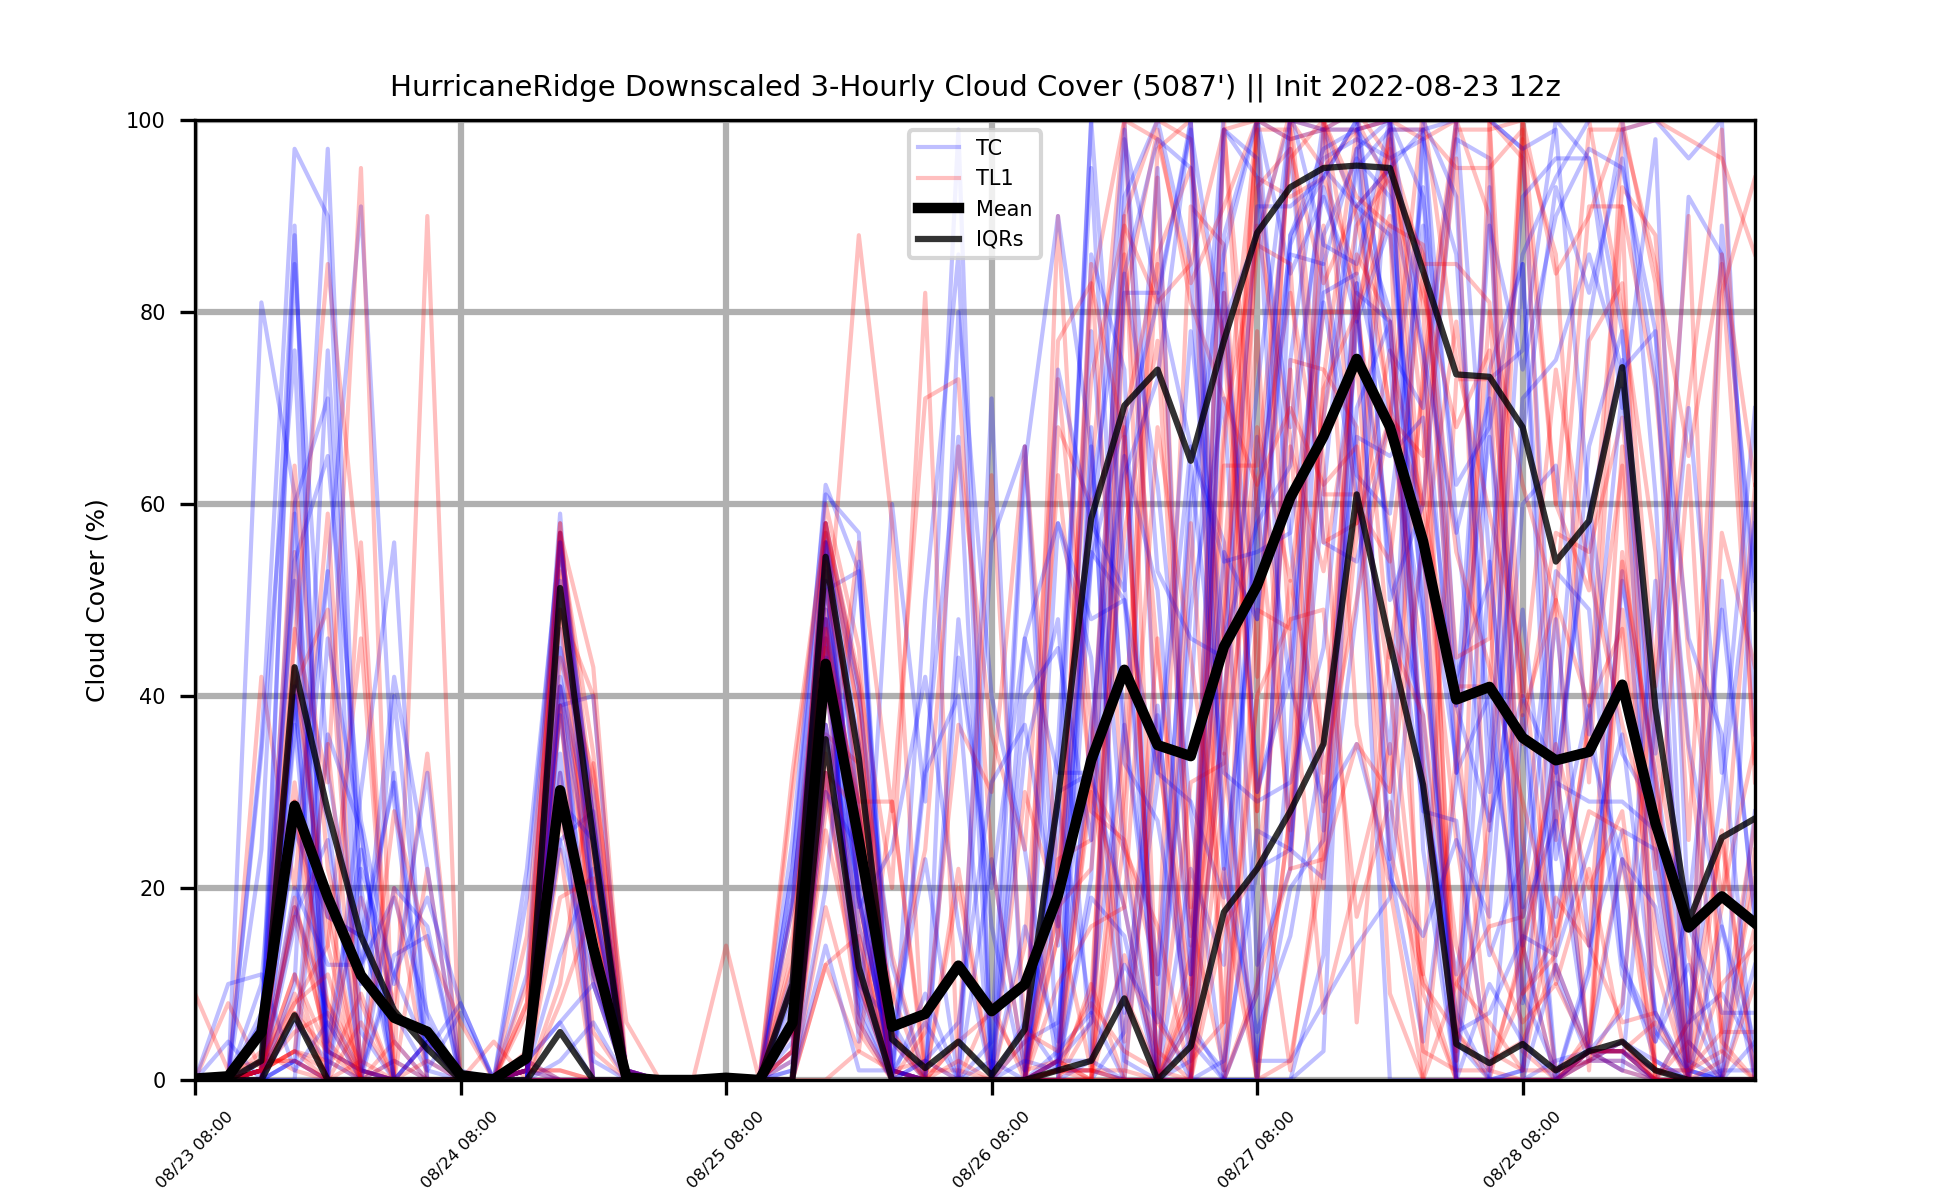 HurricaneRidge Downscaled 3-Hourly Cloud Cover (5087') || Init 2022-08-23 12z
Cloud Cover (%)
100
80
60
40
20
0
TC
TL1
Mean
IQRs
08/23 08:00
08/24 08:00
08/25 08:00
08/26 08:00
08/27 08:00
08/28 08:00